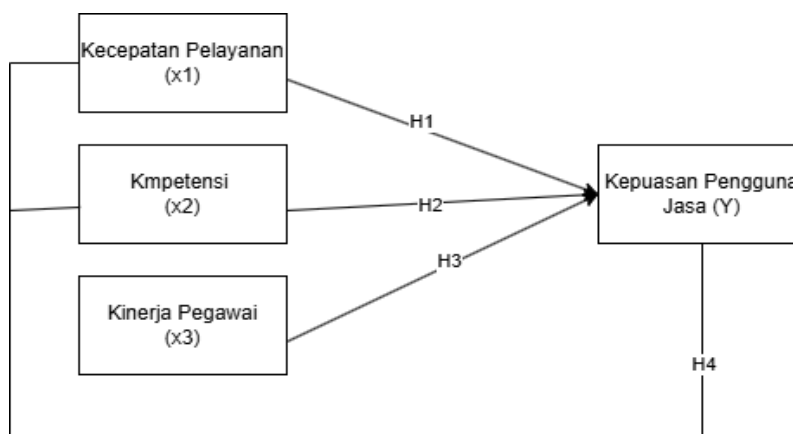 Kecepatan Pelayanan
(x1)
H1
Kmpetensi
(x2)
H2
Kepuasan Pengguna
Jasa (Y)
H3
Kinerja Pegawai
(x3)
H4